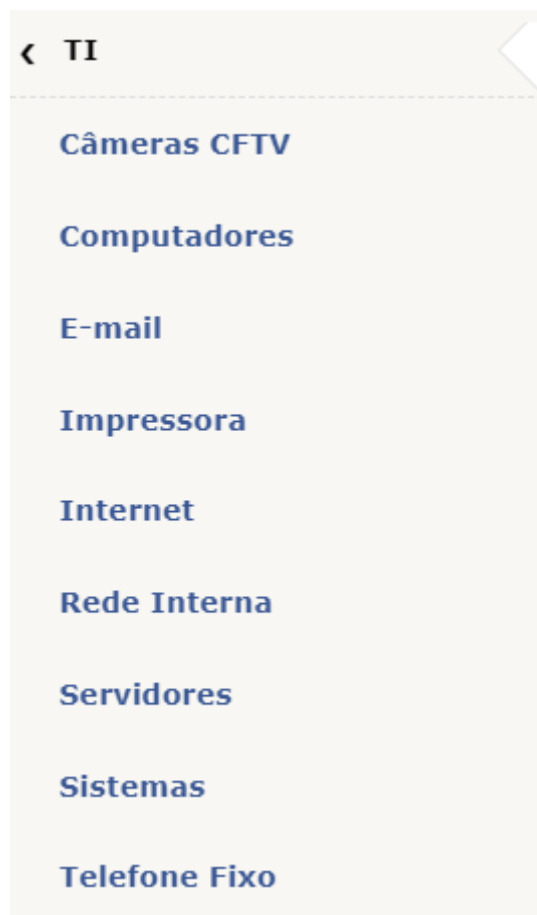 ‹ TI
Câmeras CFTV
Computadores
E-mail
Impressora
Internet
Rede Interna
Servidores
Sistemas
Telefone Fixo